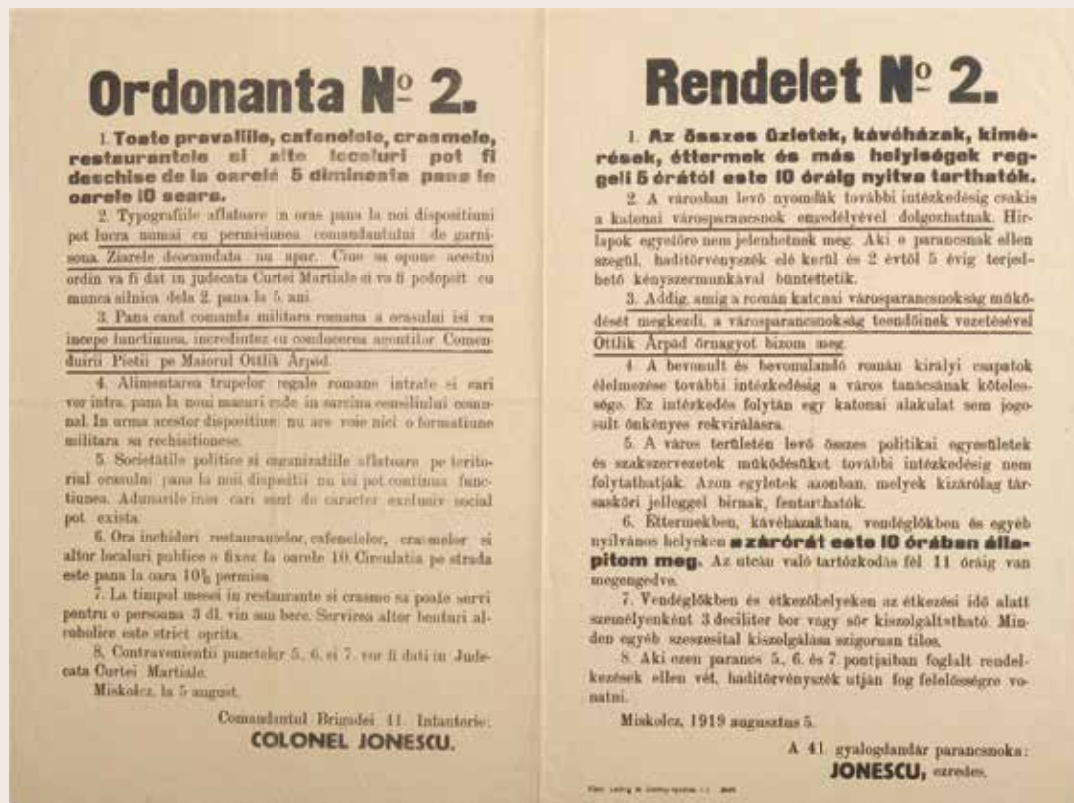 Ordonanta Nº 2.
1. Toate pravaliile, cafenelele, crasmele,
restaurantele si alte localuri pot fi
deschise de la oarele 5 dimineata pana la
oarele 10 seara.
2. Typografiile aflatoare in oras pana la noi dispozitiuni
pot lucra numai cu permisiunea comandantului de garni-
sona. Ziarele deocamdata nu apar. Cine se opune acestui
ordin va fi dat in judecata Curtei Martiale si va fi pedepsit cu
munca silnica dela 2. pana la 5. ani.
3. Pana cand comanda militara romana a orasului isi va
incepe functiunea, incredintez cu conducerea agentilor Comen-
duirii Pietii pe Maiorul Ottlik Árpád.
4. Alimentarea trupelor regale romane intrate si cari
vor intra, pana la noui masuri cade in sarcina consiliului comu-
nal. In urma acestor dispozitiuni nu are voie nici o formatiune
militara sa rechisitioneze.
5. Societătile politice si organizatiile aflatoare pe terito-
riul orasului pana la noui dispozitii nu isi pot continua func-
tiunea. Adunarile insa cari sunt de caracter exclusiv social
pot exista.
6. Ora inchiderii restaurantelor, cafenelelor, crasmelor si
altor localuri publice o fixez la oarele 10. Circulatia pe strada
este pana la oara 10½ permisa.
7. La timpul mesei in restaurante si crasme sa poate servi
pentru o persoana 3 dl. vin sau bere. Servirea altor beuturi al-
coholice este strict oprita.
8. Contravenientii punctelor 5., 6. si 7. vor fi dati in Jude-
cata Curtei Martiale.
Miskolcz, la 5 august.
Comandantul Brigadei 41. Infanterie:
COLONEL JONESCU.
Rendelet Nº 2.
1. Az összes üzletek, kávéházak, kimé-
rések, éttermek és más helyiségek reg-
geli 5 órától este 10 óráig nyitva tarthatók.
2. A városban levő nyomdák további intézkedésig csakis
a katonai városparancsnok engedélyével dolgozhatnak. Hir-
lapok egyelőre nem jelenhetnek meg. Aki e parancsnak ellen
szegül, haditörvényszék elé kerül és 2 évtől 5 évig terjed-
hető kényszermunkával büntettetik.
3. Addig, amig a román katonai városparancsnokság műkö-
dését megkezdi, a városparancsnokság teendőinek vezetésével
Ottlik Árpád őrnagyot bizom meg.
4. A bevonult és bevonulandó román királyi csapatok
élelmezése további intézkedésig a város tanácsának köteles-
sége. Ez intézkedés folytán egy katonai alakulat sem jogo-
sult önkényes rekvirálásra.
5. A város területén levő összes politikai egyesületek
és szakszervezetek működésüket további intézkedésig nem
folytathatják. Azon egyletek azonban, melyek kizárólag tár-
sasköri jelleggel birnak, fentarthatók.
6. Éttermekben, kávéházakban, vendéglőkben és egyéb
nyilvános helyeken a zárórát este 10 órában álla-
pitom meg. Az utcán való tartózkodás fél 11 óráig van
megengedve.
7. Vendéglőkben és étkezőhelyeken az étkezési idő alatt
személyenként 3 deciliter bor vagy sör kiszolgáltatható. Min-
den egyéb szeszesital kiszolgálása szigoruan tilos.
8. Aki ezen parancs 5., 6. és 7. pontjaiban foglalt rendel-
kezések ellen vét, haditörvényszék utján fog felelősségre vo-
natni.
Miskolcz, 1919 augusztus 5.
A 41. gyalogdandár parancsnoka:
JONESCU, ezredes.